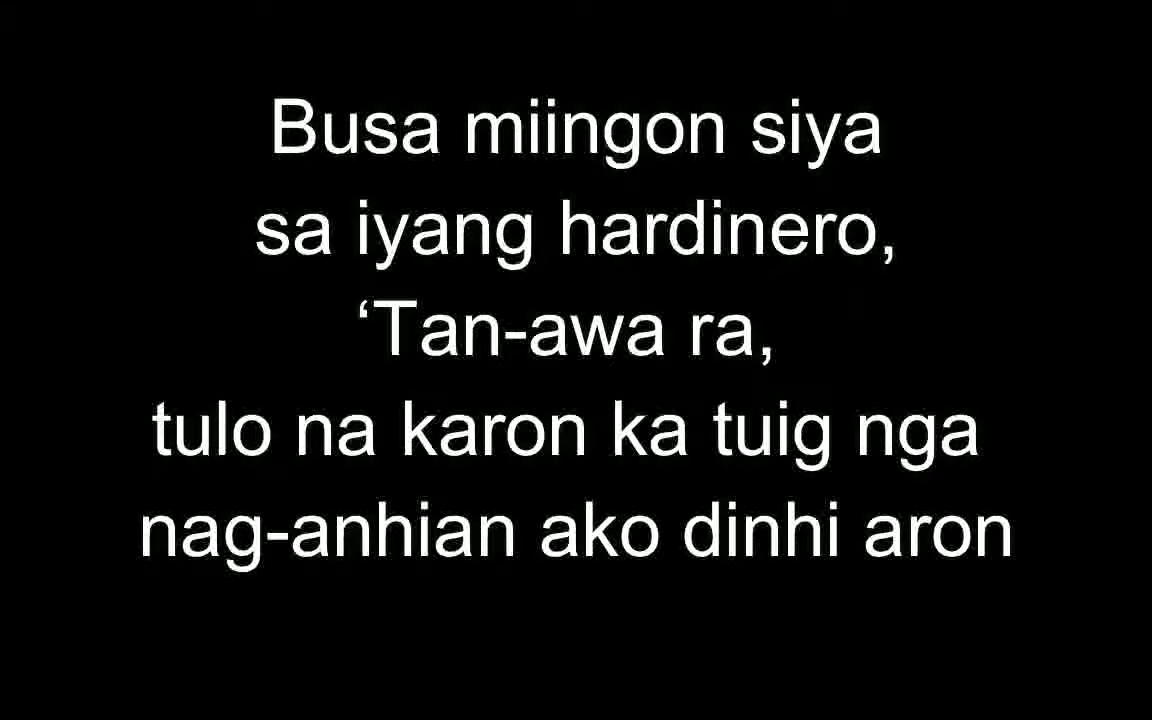 Busa miingon siya
sa iyang hardinero,
‘Tan-awa ra,
tulo na karon ka tuig nga
nag-anhian ako dinhi aron